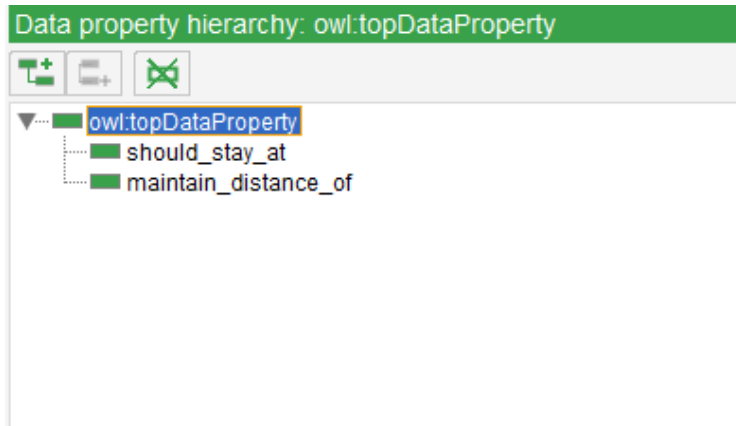 Data property hierarchy: owl:topDataProperty
owl:topDataProperty
should_stay_at
maintain_distance_of